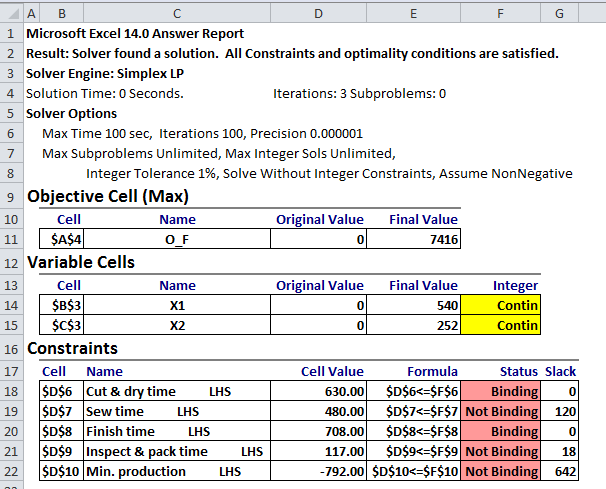 A B C D E F G
1 Microsoft Excel 14.0 Answer Report
2 Result: Solver found a solution. All Constraints and optimality conditions are satisfied.
3 Solver Engine: Simplex LP
4 Solution Time: 0 Seconds. Iterations: 3 Subproblems: 0
5 Solver Options
6 Max Time 100 sec, Iterations 100, Precision 0.000001
7 Max Subproblems Unlimited, Max Integer Sols Unlimited,
8 Integer Tolerance 1%, Solve Without Integer Constraints, Assume NonNegative
9 Objective Cell (Max)
10 Cell Name Original Value Final Value
11 $A$4 O_F 0 7416
12 Variable Cells
13 Cell Name Original Value Final Value Integer
14 $B$3 X1 0 540 Contin
15 $C$3 X2 0 252 Contin
16 Constraints
17 Cell Name Cell Value Formula Status Slack
18 $D$6 Cut & dry time LHS 630.00 $D$6<=$F$6 Binding 0
19 $D$7 Sew time LHS 480.00 $D$7<=$F$7 Not Binding 120
20 $D$8 Finish time LHS 708.00 $D$8<=$F$8 Binding 0
21 $D$9 Inspect & pack time LHS 117.00 $D$9<=$F$9 Not Binding 18
22 $D$10 Min. production LHS -792.00 $D$10<=$F$10 Not Binding 642